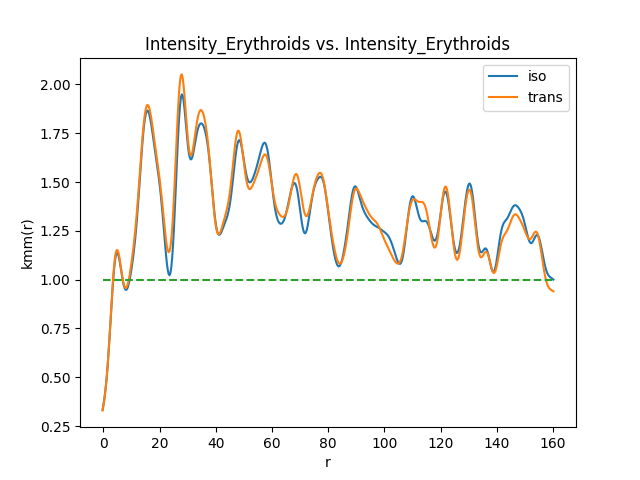 Intensity_Erythroids vs. Intensity_Erythroids
iso
trans
kmm(r)
2.00
1.75
1.50
1.25
1.00
0.75
0.50
0.25
0 20 40 60 80 100 120 140 160
r